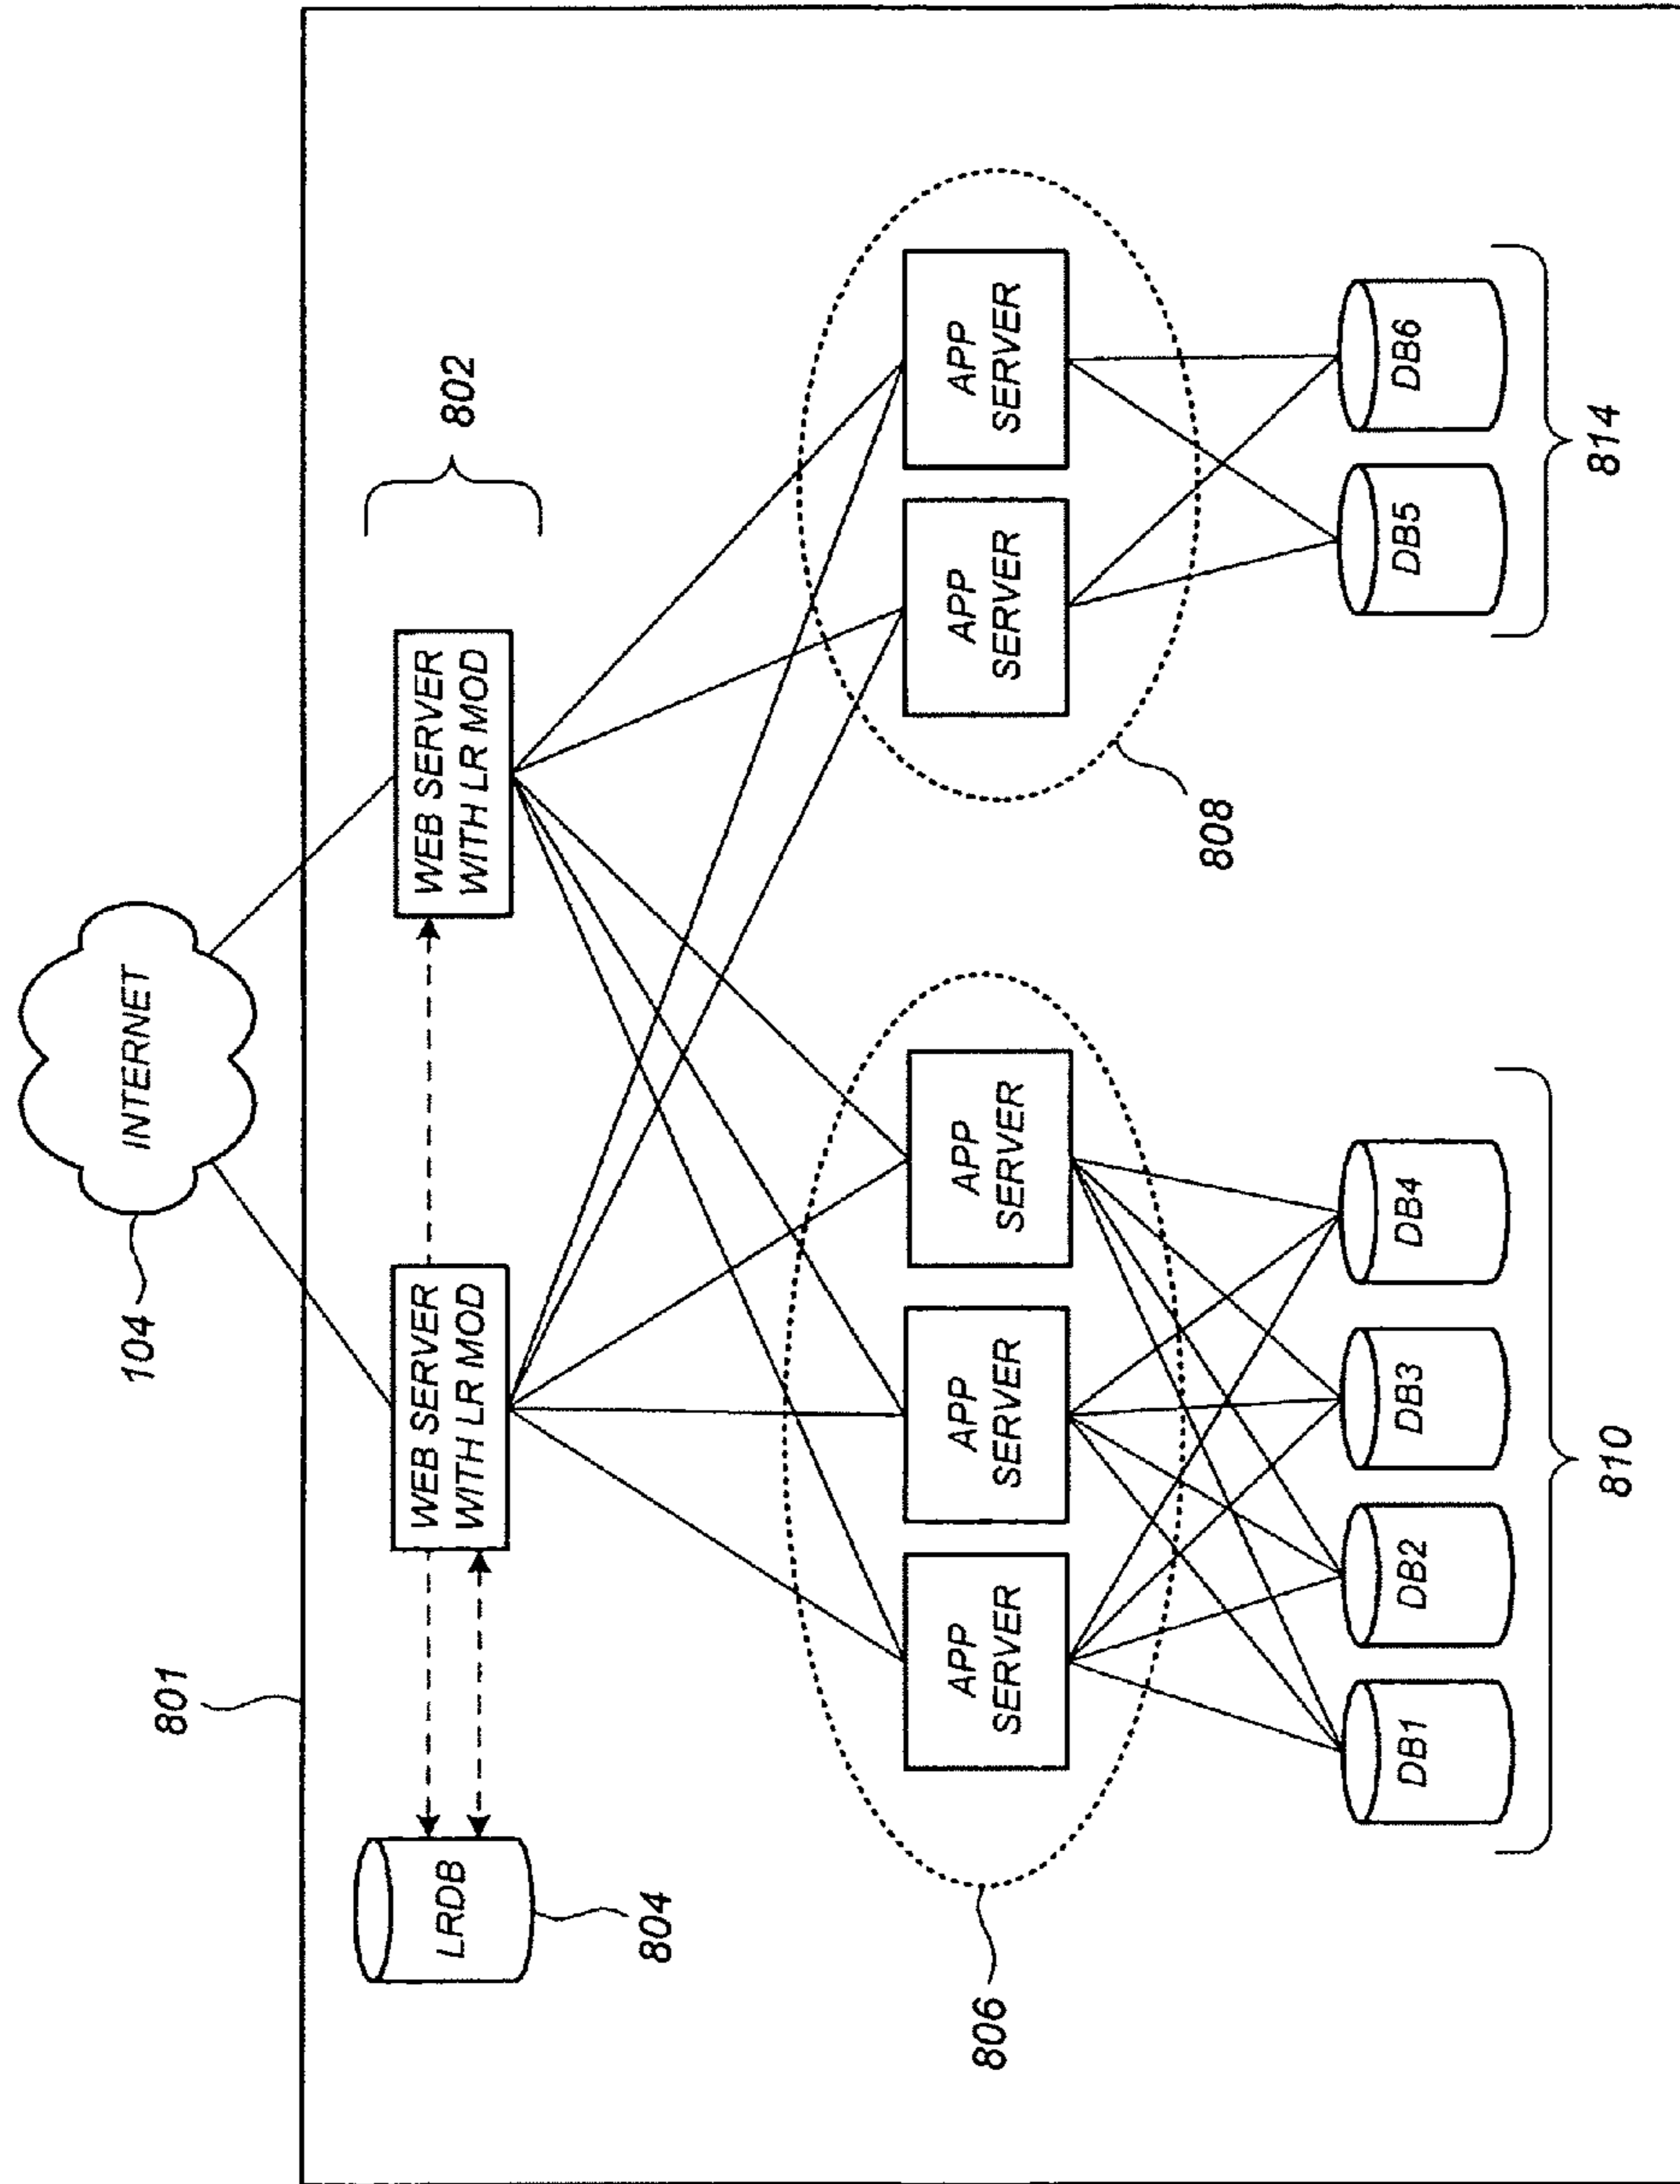 INTERNET
104
801
802
LRDB
804
WEB SERVER
WITH LR MOD
WEB SERVER
WITH LR MOD
806
APP
SERVER
APP
SERVER
APP
SERVER
APP
SERVER
APP
SERVER
808
DB1
DB2
DB3
DB4
DB5
DB6
810
814